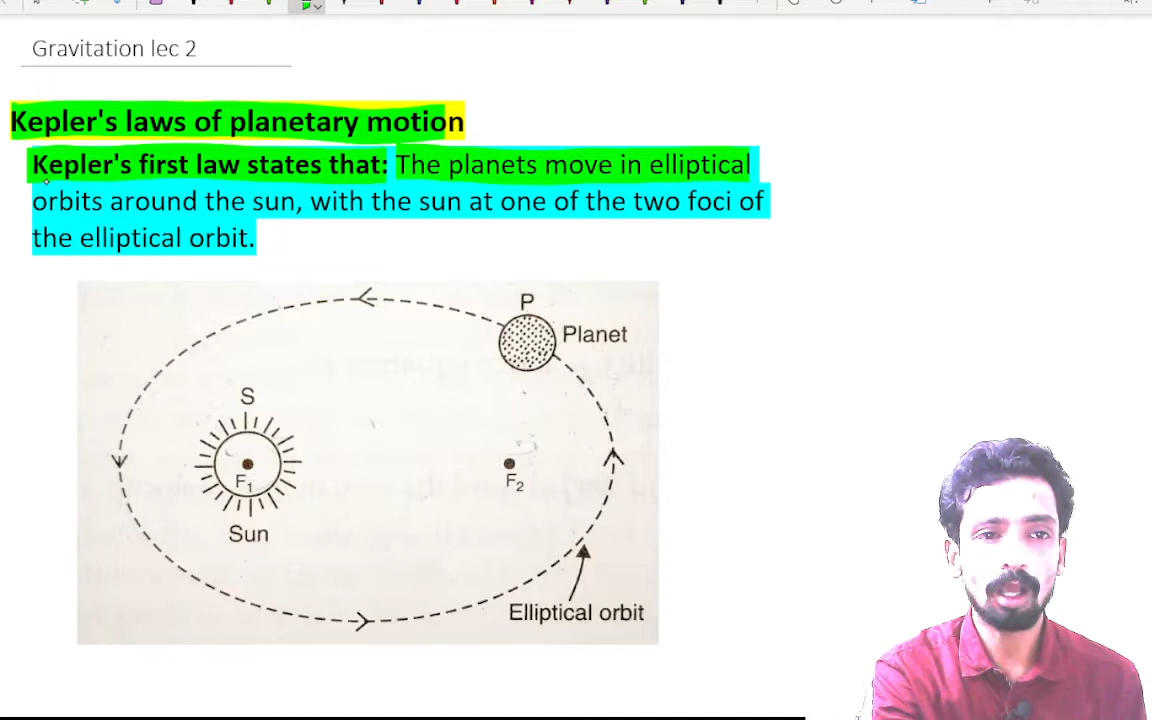 Gravitation lec 2
Kepler's laws of planetary motion
Kepler's first law states that: The planets move in elliptical
orbits around the sun, with the sun at one of the two foci of
the elliptical orbit.
P
Planet
S
F₁
F₂
Sun
Elliptical orbit